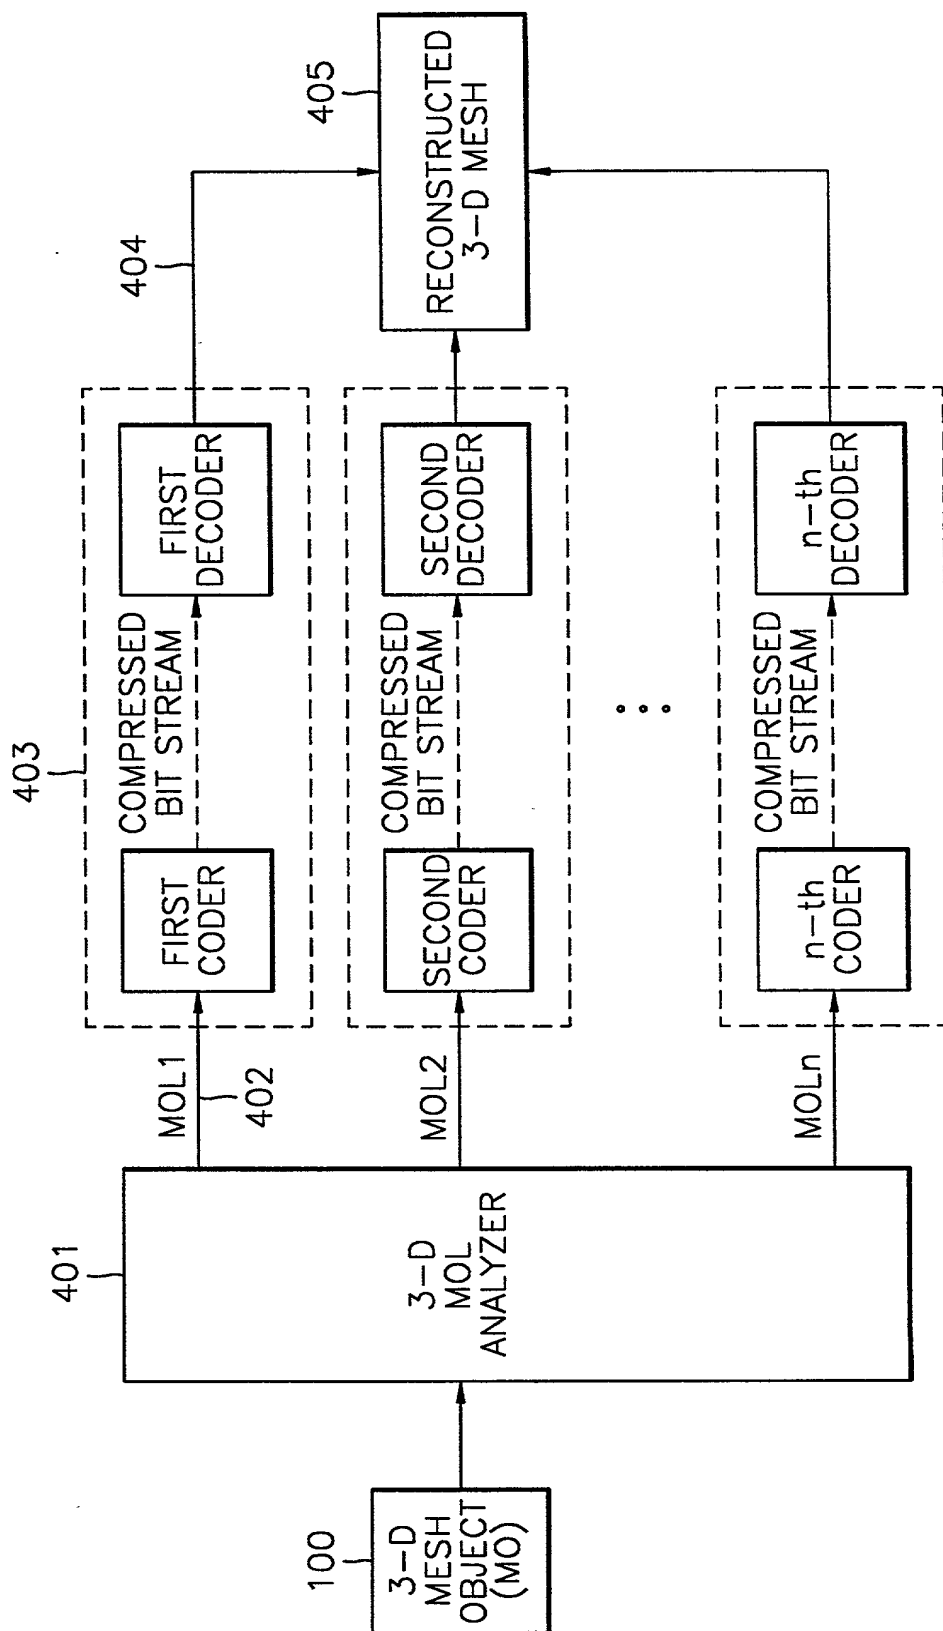 100
3-D
MESH
OBJECT
(MO)
401
3-D
MOL
ANALYZER
MOL1
402
MOL2
MOLn
403
FIRST
CODER
COMPRESSED
BIT STREAM
FIRST
DECODER
SECOND
CODER
COMPRESSED
BIT STREAM
SECOND
DECODER
n-th
CODER
COMPRESSED
BIT STREAM
n-th
DECODER
404
405
RECONSTRUCTED
3-D MESH